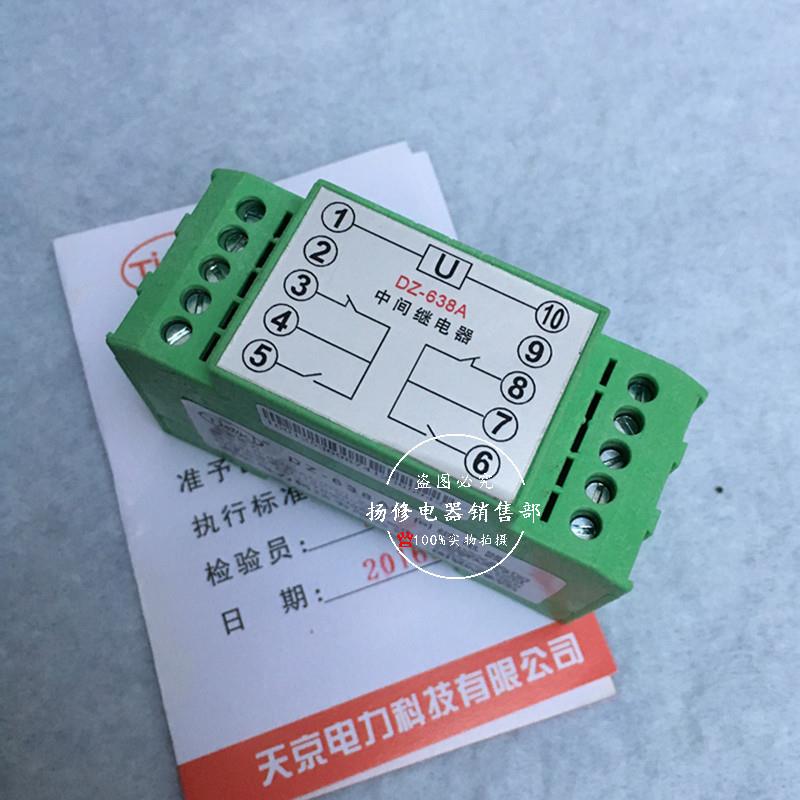 1
2
3
4
5
U
DZ-638A
中间继电器
10
9
8
7
6
盗图必究
扬修电器销售部
100%实物拍摄
准予
执行标准
检验员:
日 期:
2016
天京电力科技有限公司